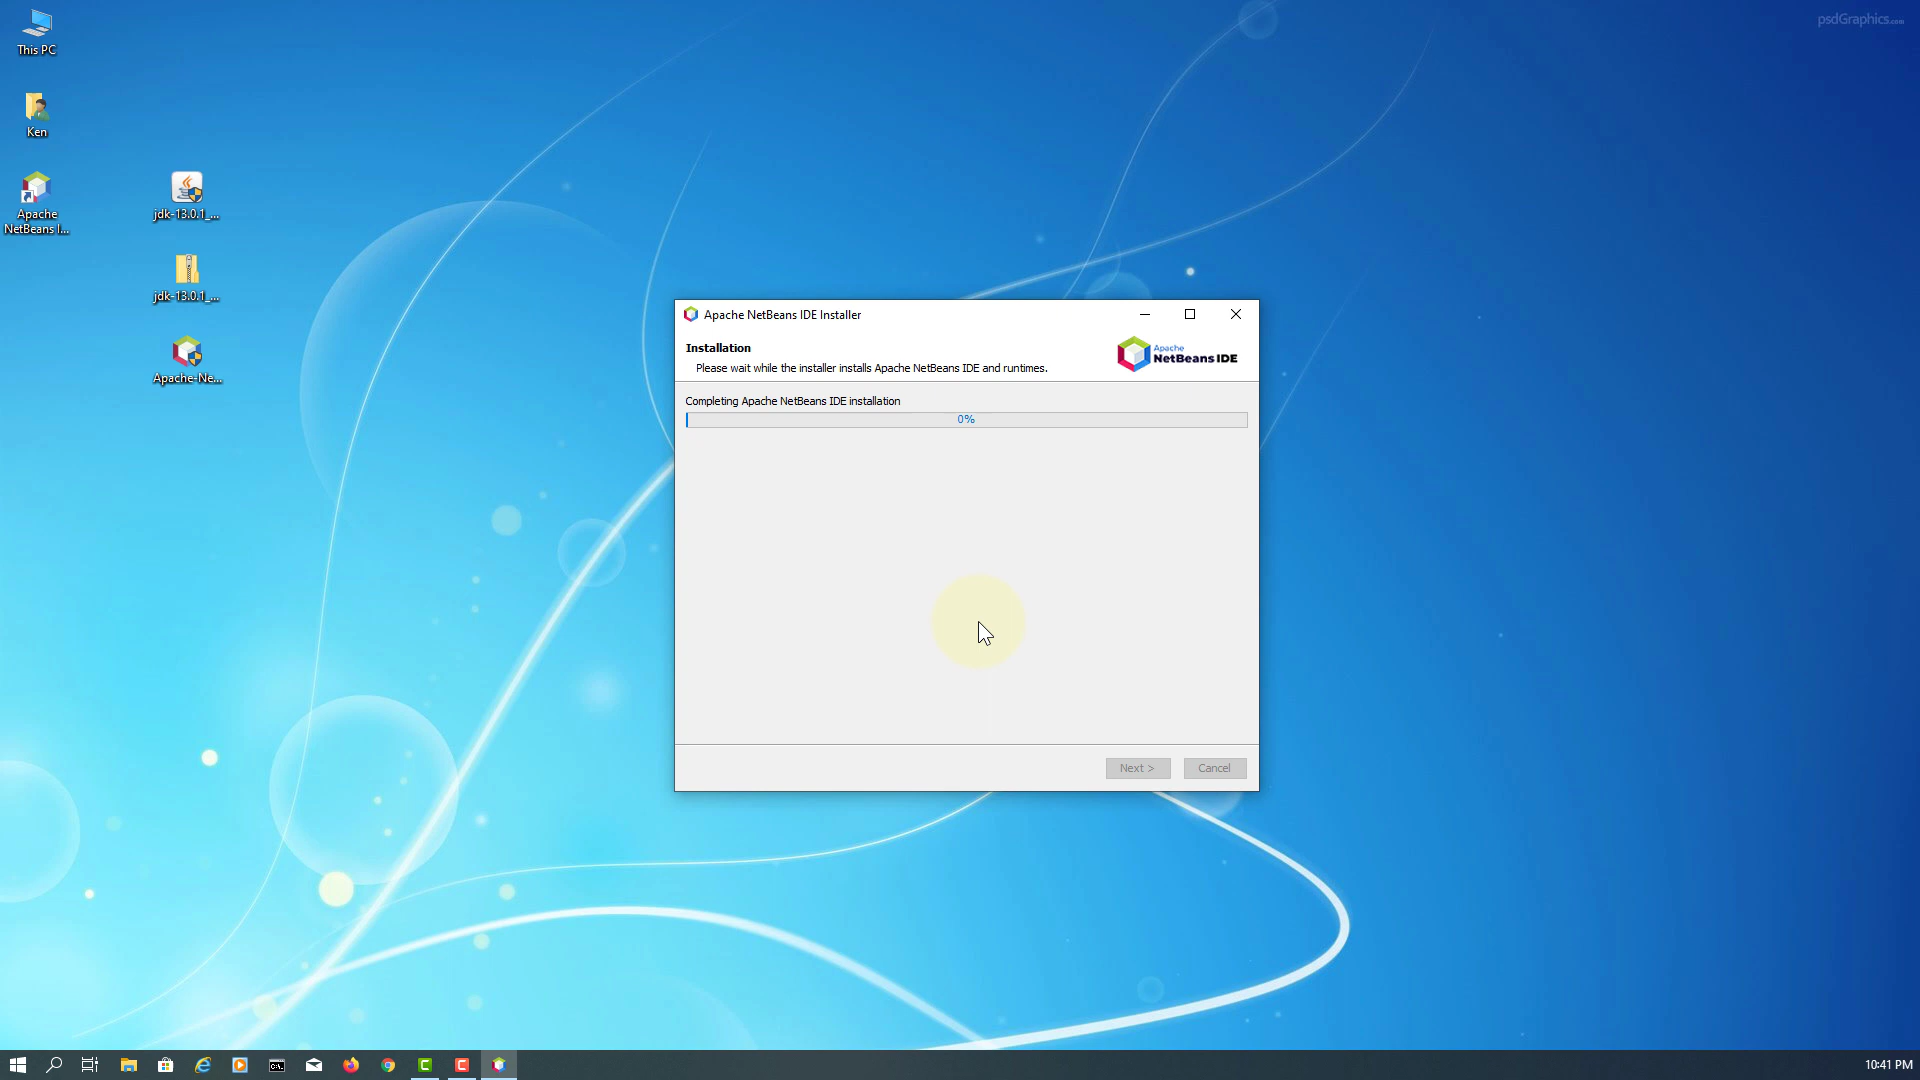 psdGraphics.com
This PC
Ken
Apache
NetBeans I...
jdk-13.0.1_...
jdk-13.0.1_...
Apache-Ne...
Apache NetBeans IDE Installer
Installation
Please wait while the installer installs Apache NetBeans IDE and runtimes.
Apache
NetBeans IDE
Completing Apache NetBeans IDE installation
0%
Next >
Cancel
C:\.
C
C
10:41 PM